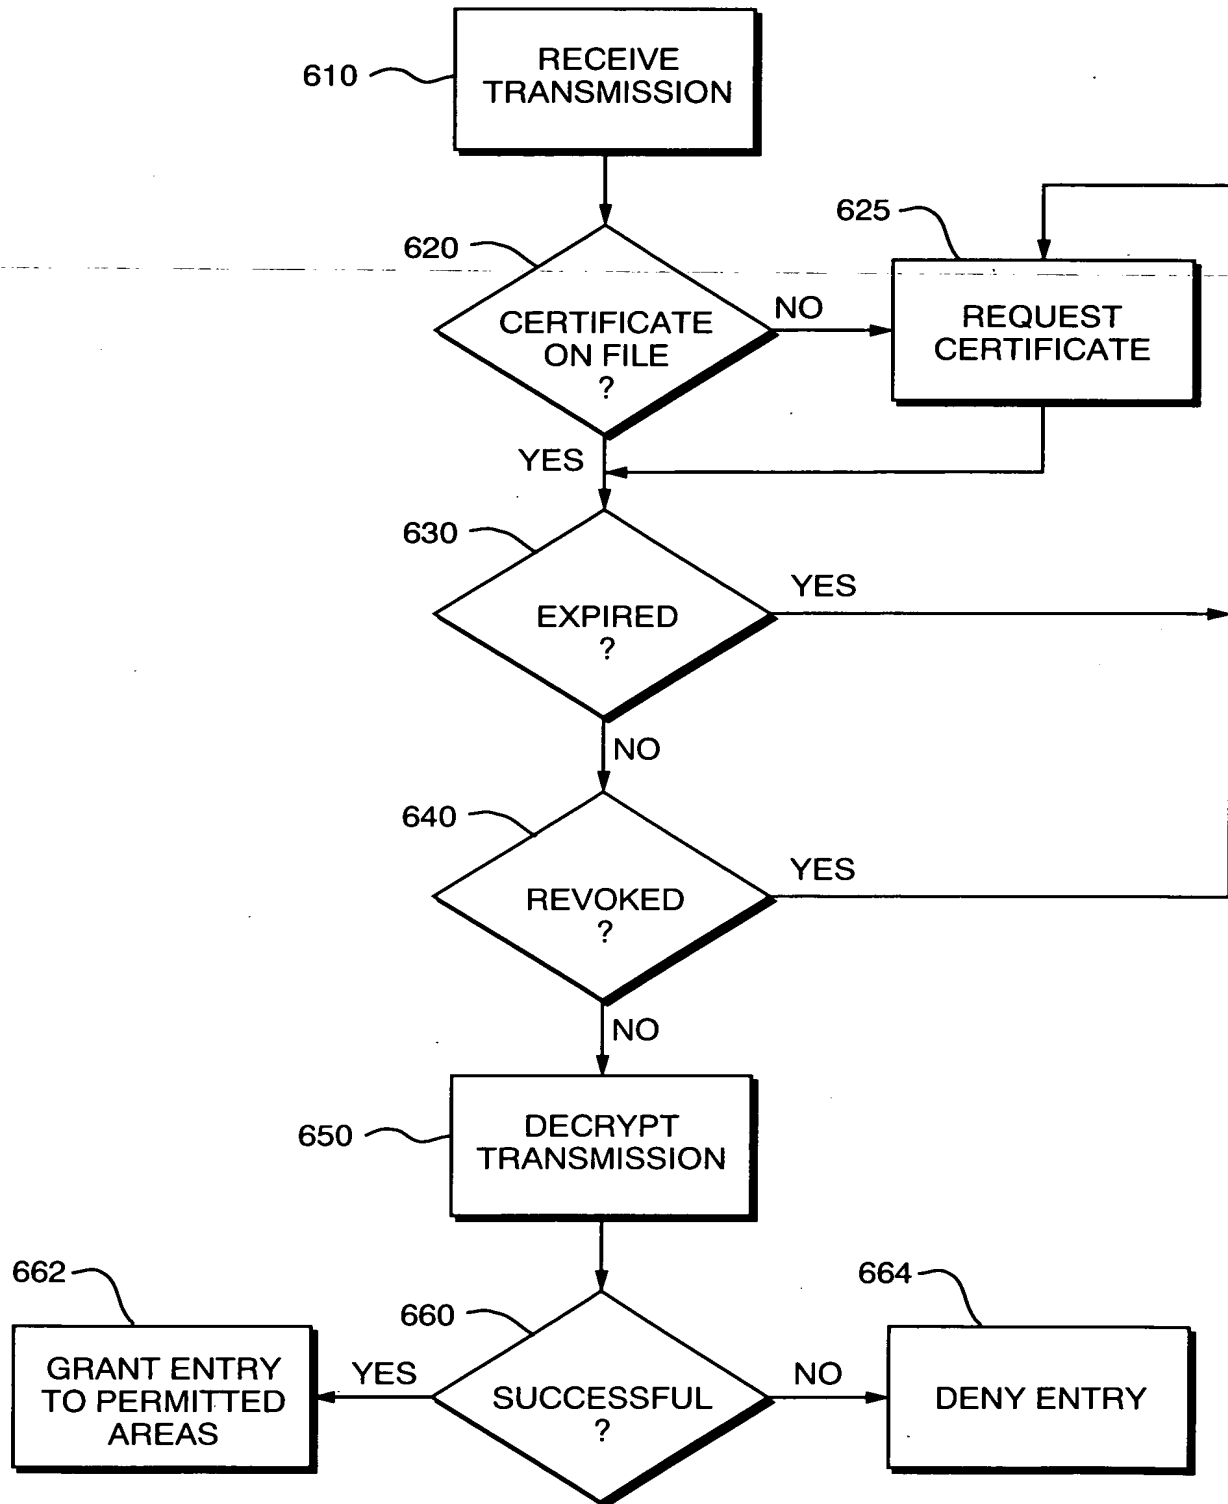 610
RECEIVE
TRANSMISSION
625
620
CERTIFICATE
ON FILE
?
NO
REQUEST
CERTIFICATE
YES
630
EXPIRED
?
YES
NO
640
REVOKED
?
YES
NO
650
DECRYPT
TRANSMISSION
662
660
664
GRANT ENTRY
TO PERMITTED
AREAS
YES
SUCCESSFUL
?
NO
DENY ENTRY